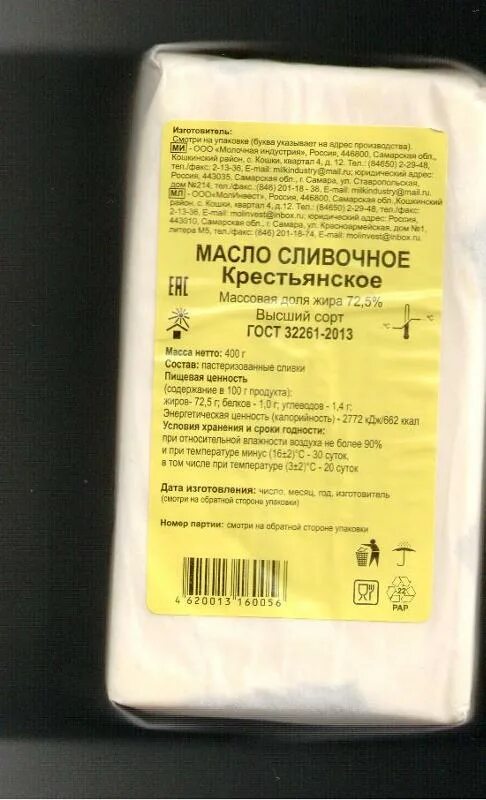 Изготовитель:
Смотри на упаковке (буква указывает на адрес производства).
МИ - ООО «Молочная индустрия», Россия, 446800, Самарская обл.,
Кошкинский район, с. Кошки, квартал 4, д. 12. Тел.: (84650) 2-29-48,
тел./факс: 2-13-36, E-mail: milkindustry@mail.ru; юридический адрес:
Россия, 443035, Самарская обл., г. Самара, ул. Ставропольская,
дом №214, тел./факс: (846) 201-18 - 38, E-mail: milkindustry@mail.ru.
МЛ - ООО«МолИнвест», Россия, 446800, Самарская обл.,Кошкинский
район, с. Кошки, квартал 4, д.12. Тел.: (84650) 2-29-48, тел./факс:
2-13-36, E-mail: molinvest@inbox.ru; юридический адрес: Россия,
443010, Самарская обл., г. Самара, ул. Красноармейская, дом №1,
литера М5, тел./факс: (846) 201-18-74, E-mail: molinvest@inbox.ru.
МАСЛО СЛИВОЧНОЕ
Крестьянское
EAC
Массовая доля жира 72,5%
Высший сорт
ГОСТ 32261-2013
°C
°C
Масса нетто: 400 г
Состав: пастеризованные сливки
Пищевая ценность
(содержание в 100 г продукта):
жиров- 72,5 г; белков - 1,0 г; углеводов - 1,4 г;
Энергетическая ценность (калорийность) - 2772 кДж/662 ккал
Условия хранения и сроки годности:
при относительной влажности воздуха не более 90%
и при температуре минус (16±2)°С - 30 суток,
в том числе при температуре (3±2)°С - 20 суток
Дата изготовления: число, месяц, год, изготовитель
(смотри на обратной стороне упаковки)
Номер партии: смотри на обратной стороне упаковки
4 620013 160056
22
PAP